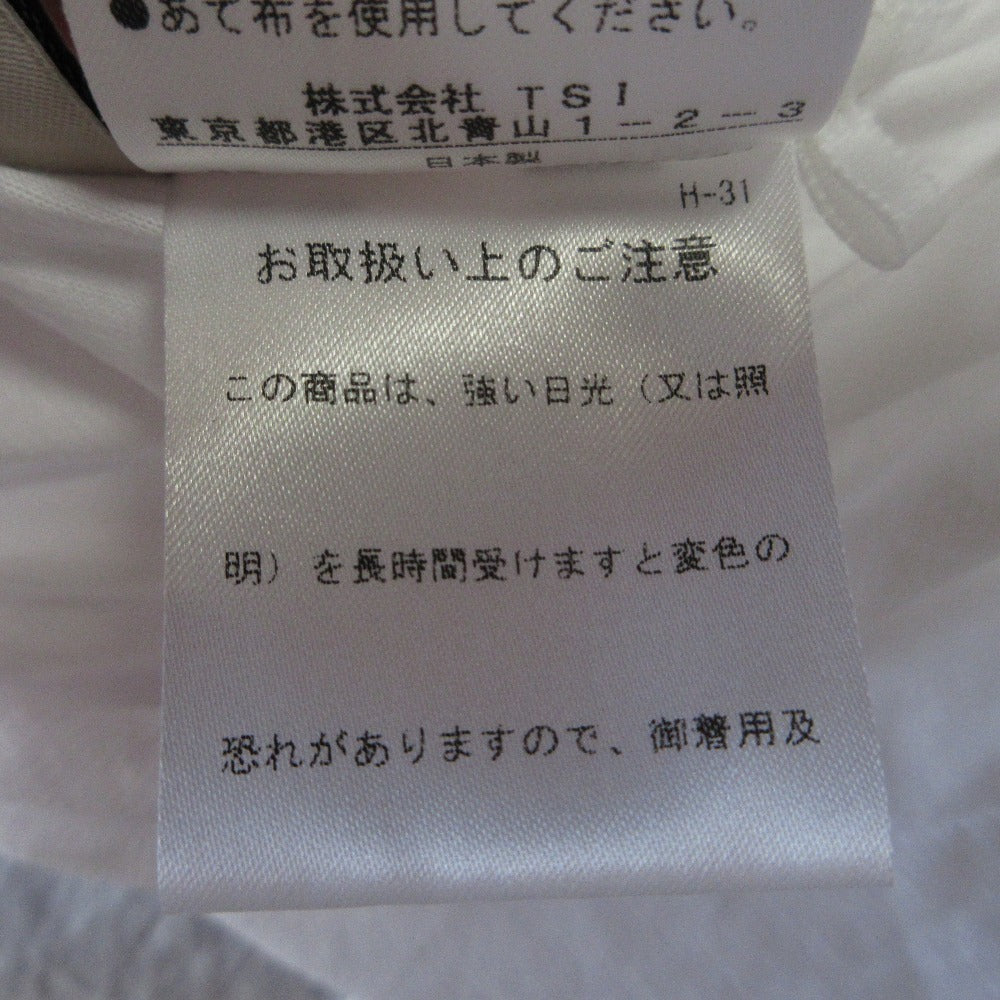 ●あて布を使用してください。
株式会社 TSI
東京都港区北青山1-2-3
日本製
H-31
お取扱い上のご注意
この商品は、強い日光（又は照
明）を長時間受けますと変色の
恐れがありますので、御着用及